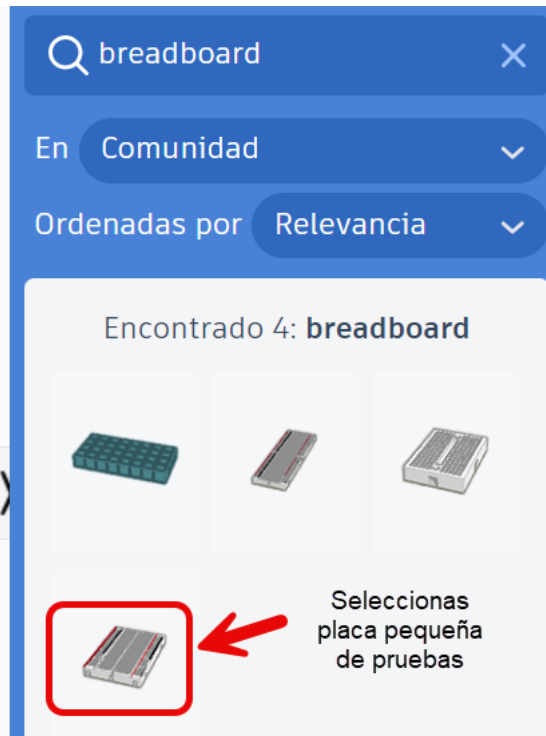 breadboard
En Comunidad
Ordenadas por Relevancia
Encontrado 4: breadboard
Seleccionas
placa pequeña
de pruebas